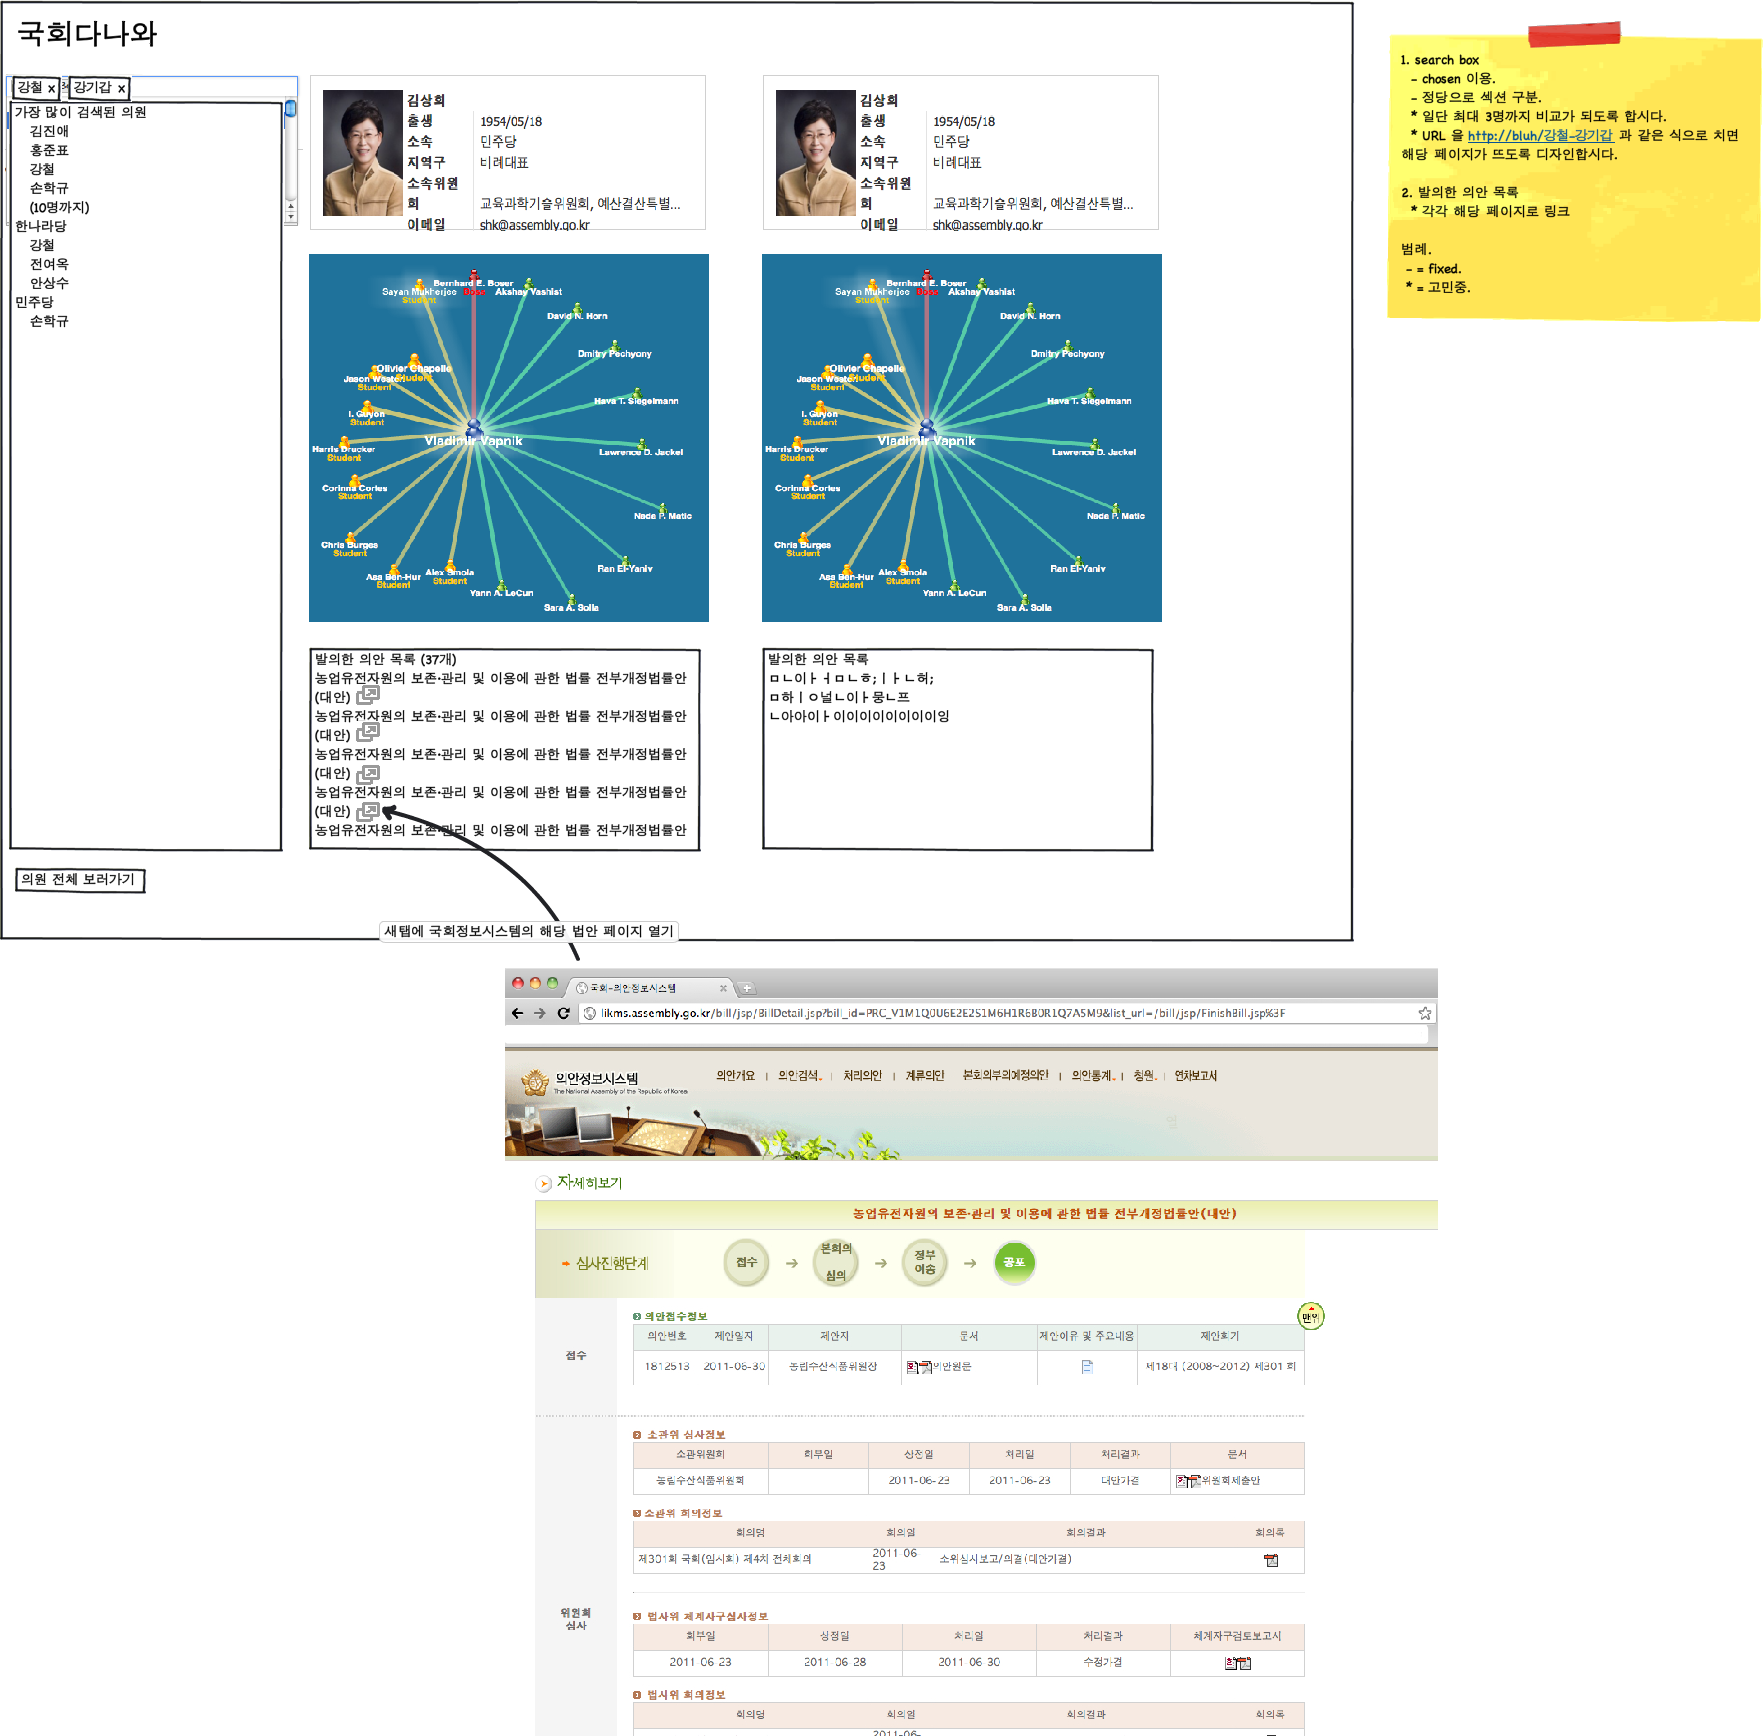 국회다나와
강철 x
강기갑 x
가장 많이 검색된 의원
김진애
홍준표
강철
손학규
(10명까지)
한나라당
강철
전여옥
안상수
민주당
손학규
의원 전체 보러가기
김상희
출생 1954/05/18
소속 민주당
지역구 비례대표
소속위원
회 교육과학기술위원회, 예산결산특별...
이메일 shk@assembly.go.kr
김상희
출생 1954/05/18
소속 민주당
지역구 비례대표
소속위원
회 교육과학기술위원회, 예산결산특별...
이메일 shk@assembly.go.kr
Bernhard E. Boser
Boss
Sayan Mukherjee
Student
Akshay Vashist
David N. Horn
Dmitry Pechyony
Olivier Chapelle
Student
Jason Weston
Student
Hava T. Siegelmann
I. Guyon
Student
Vladimir Vapnik
Harris Drucker
Student
Lawrence D. Jackel
Corinna Cortes
Student
Nada P. Matic
Chris Burges
Student
Ran El-Yaniv
Asa Ben-Hur
Student
Alex Smola
Student
Yann A. LeCun
Sara A. Solla
Bernhard E. Boser
Boss
Sayan Mukherjee
Student
Akshay Vashist
David N. Horn
Dmitry Pechyony
Olivier Chapelle
Student
Jason Weston
Student
Hava T. Siegelmann
I. Guyon
Student
Vladimir Vapnik
Harris Drucker
Student
Lawrence D. Jackel
Corinna Cortes
Student
Nada P. Matic
Chris Burges
Student
Ran El-Yaniv
Asa Ben-Hur
Student
Alex Smola
Student
Yann A. LeCun
Sara A. Solla
발의한 의안 목록 (37개)
농업유전자원의 보존·관리 및 이용에 관한 법률 전부개정법률안
(대안)
농업유전자원의 보존·관리 및 이용에 관한 법률 전부개정법률안
(대안)
농업유전자원의 보존·관리 및 이용에 관한 법률 전부개정법률안
(대안)
농업유전자원의 보존·관리 및 이용에 관한 법률 전부개정법률안
(대안)
농업유전자원의 보존·관리 및 이용에 관한 법률 전부개정법률안
발의한 의안 목록
ㅁㄴ이ㅏㅓㅁㄴㅎ;ㅣㅏㄴ허;
ㅁ하ㅣㅇ널ㄴ이ㅏ뭉ㄴ프
ㄴ아아이ㅏ이이이이이이이이잉
새탭에 국회정보시스템의 해당 법안 페이지 열기
1. search box
- chosen 이용.
- 정당으로 섹션 구분.
* 일단 최대 3명까지 비교가 되도록 합시다.
* URL 을 http://bluh/강철-강기갑 과 같은 식으로 치면
해당 페이지가 뜨도록 디자인합시다.
2. 발의한 의안 목록
* 각각 해당 페이지로 링크
범례.
- = fixed.
* = 고민중.
국회-의안정보시스템
likms.assembly.go.kr/bill/jsp/BillDetail.jsp?bill_id=PRC_V1M1Q0U6E2E2S1M6H1R6B0R1Q7A5M9&list_url=/bill/jsp/FinishBill.jsp%3F
의안정보시스템
The National Assembly of the Republic of Korea
의안개요 | 의안검색 | 처리의안 | 계류의안 본회의부의예정의안 | 의안통계 | 청원 | 연차보고서
자세히보기
농업유전자원의 보존·관리 및 이용에 관한 법률 전부개정법률안(대안)
심사진행단계
접수
본회의
심의
정부
이송
공포
맨위
접수
의안접수정보
의안번호 제안일자 제안자 문서 제안이유 및 주요내용 제안회기
1812513 2011-06-30 농림수산식품위원장 의안원문 제18대 (2008~2012) 제301회
소관위 심사정보
소관위원회 회부일 상정일 처리일 처리결과 문서
농림수산식품위원회 2011-06-23 2011-06-23 대안가결 위원회제출안
소관위 회의정보
회의명 회의일 회의결과 회의록
제301회 국회(임시회) 제4차 전체회의 2011-06-
23 소위심사보고/의결(대안가결)
위원회
심사
법사위 체계자구심사정보
회부일 상정일 처리일 처리결과 체계자구검토보고서
2011-06-23 2011-06-28 2011-06-30 수정가결
법사위 회의정보
회의명 회의일 회의결과 회의록
2011-06-